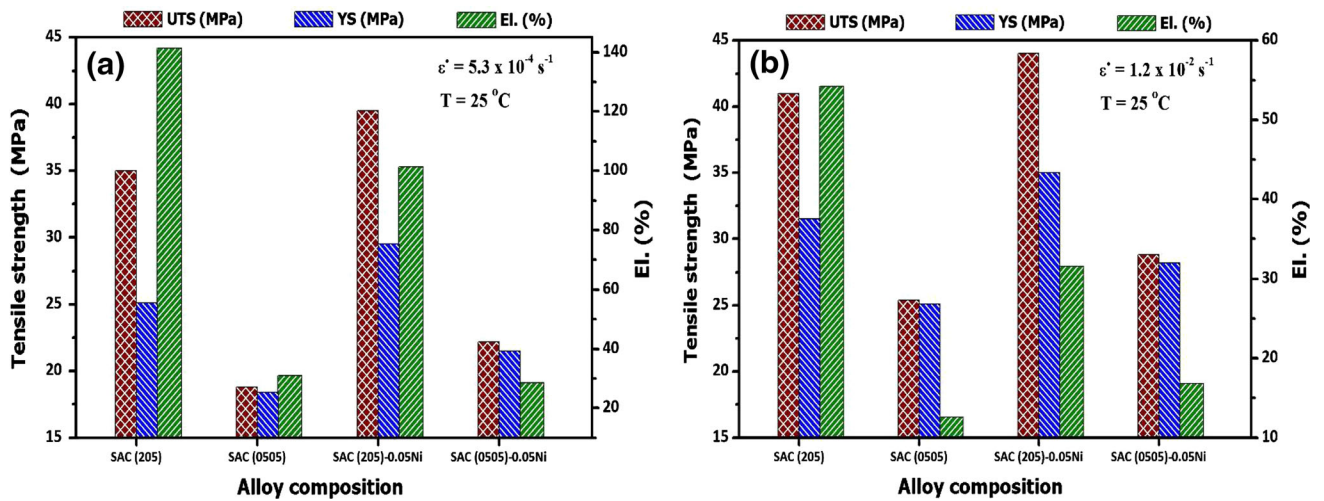 UTS (MPa) YS (MPa) El. (%)
(a)
ε˙ = 5.3 x 10⁻⁴ s⁻¹
T = 25 °C
45
40
35
30
25
20
15
Tensile strength (MPa)
140
120
100
80
60
40
20
El. (%)
SAC (205) SAC (0505) SAC (205)-0.05Ni SAC (0505)-0.05Ni
Alloy composition
UTS (MPa) YS (MPa) El. (%)
(b)
ε˙ = 1.2 x 10⁻² s⁻¹
T = 25 °C
45
40
35
30
25
20
15
Tensile strength (MPa)
60
50
40
30
20
10
El. (%)
SAC (205) SAC (0505) SAC (205)-0.05Ni SAC (0505)-0.05Ni
Alloy composition